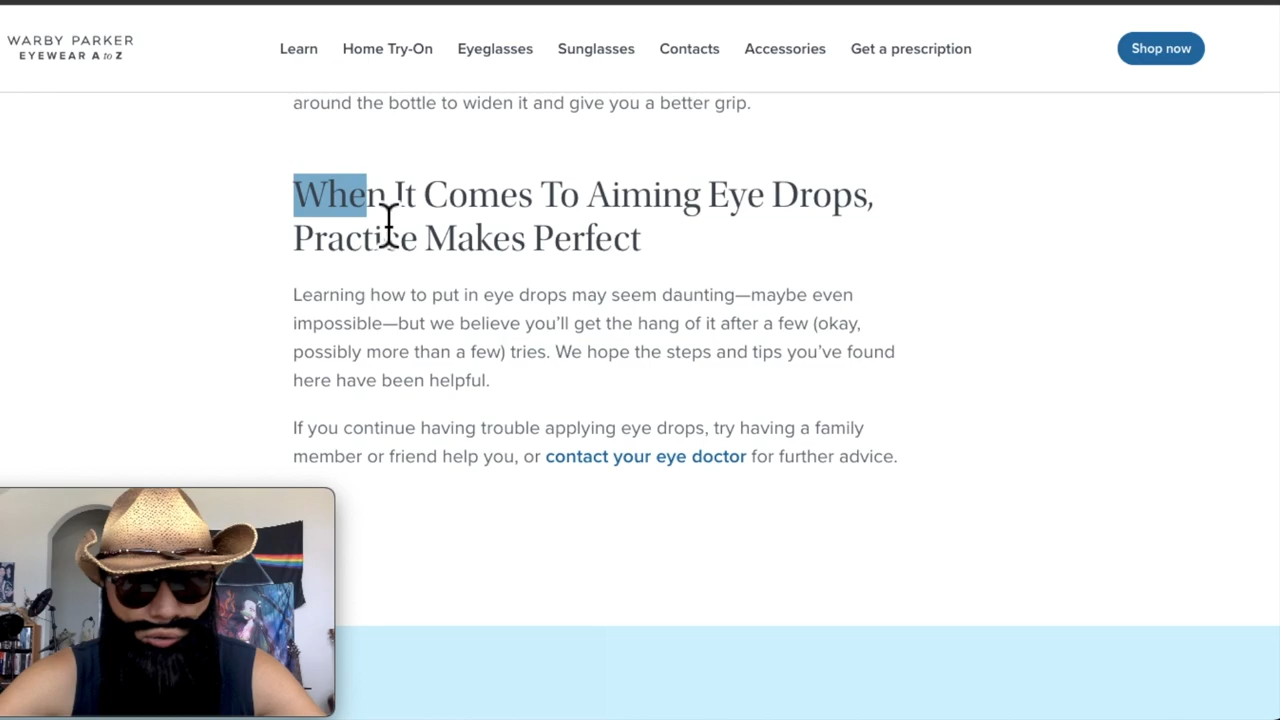 WARBY PARKER
EYEWEAR A to Z
Learn Home Try-On Eyeglasses Sunglasses Contacts Accessories Get a prescription
Shop now
around the bottle to widen it and give you a better grip.
When It Comes To Aiming Eye Drops,
Practice Makes Perfect
Learning how to put in eye drops may seem daunting—maybe even
impossible—but we believe you’ll get the hang of it after a few (okay,
possibly more than a few) tries. We hope the steps and tips you’ve found
here have been helpful.
If you continue having trouble applying eye drops, try having a family
member or friend help you, or contact your eye doctor for further advice.